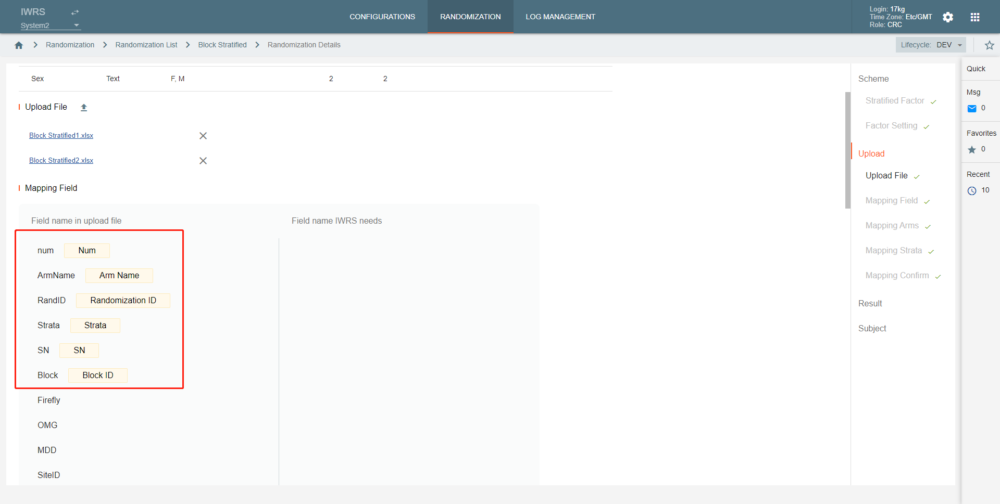 IWRS
System2
CONFIGURATIONS
RANDOMIZATION
LOG MANAGEMENT
Login: 17kg
Time Zone: Etc/GMT
Role: CRC
Randomization
Randomization List
Block Stratified
Randomization Details
Lifecycle: DEV
Sex Text F, M 2 2
Upload File
Block Stratified1.xlsx
Block Stratified2.xlsx
Mapping Field
Field name in upload file
Field name IWRS needs
num Num
ArmName Arm Name
RandID Randomization ID
Strata Strata
SN SN
Block Block ID
Firefly
OMG
MDD
SiteID
Scheme
Stratified Factor
Factor Setting
Upload
Upload File
Mapping Field
Mapping Arms
Mapping Strata
Mapping Confirm
Result
Subject
Quick
Msg
0
Favorites
0
Recent
10